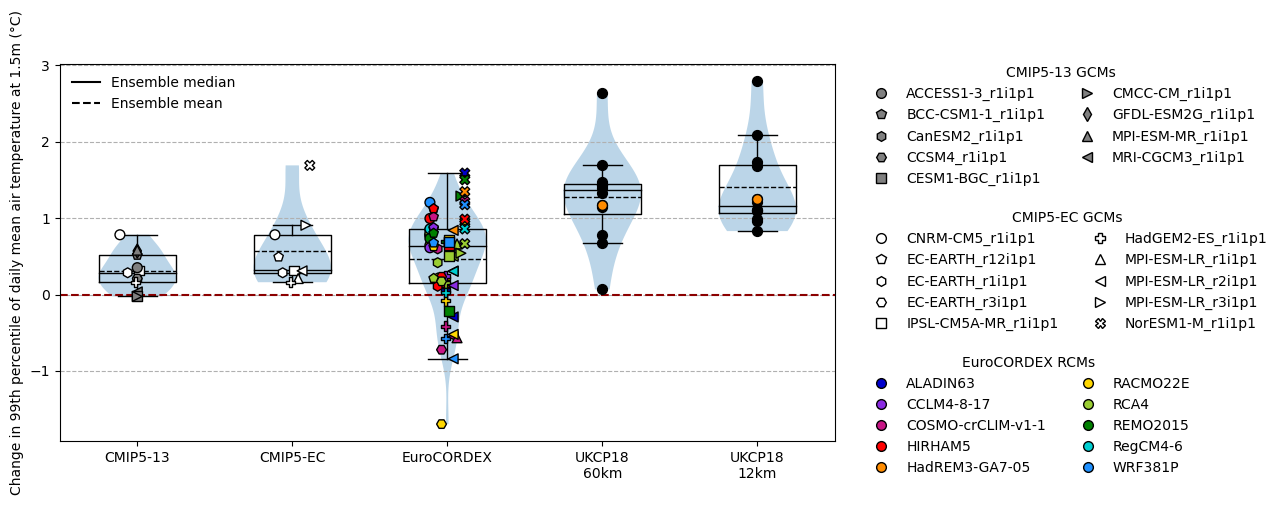 Change in 99th percentile of daily mean air temperature at 1.5m (°C)
3
2
1
0
−1
Ensemble median
Ensemble mean
CMIP5-13
CMIP5-EC
EuroCORDEX
UKCP18
60km
UKCP18
12km
CMIP5-13 GCMs
ACCESS1-3_r1i1p1
BCC-CSM1-1_r1i1p1
CanESM2_r1i1p1
CCSM4_r1i1p1
CESM1-BGC_r1i1p1
CMCC-CM_r1i1p1
GFDL-ESM2G_r1i1p1
MPI-ESM-MR_r1i1p1
MRI-CGCM3_r1i1p1
CMIP5-EC GCMs
CNRM-CM5_r1i1p1
EC-EARTH_r12i1p1
EC-EARTH_r1i1p1
EC-EARTH_r3i1p1
IPSL-CM5A-MR_r1i1p1
HadGEM2-ES_r1i1p1
MPI-ESM-LR_r1i1p1
MPI-ESM-LR_r2i1p1
MPI-ESM-LR_r3i1p1
NorESM1-M_r1i1p1
EuroCORDEX RCMs
ALADIN63
CCLM4-8-17
COSMO-crCLIM-v1-1
HIRHAM5
HadREM3-GA7-05
RACMO22E
RCA4
REMO2015
RegCM4-6
WRF381P